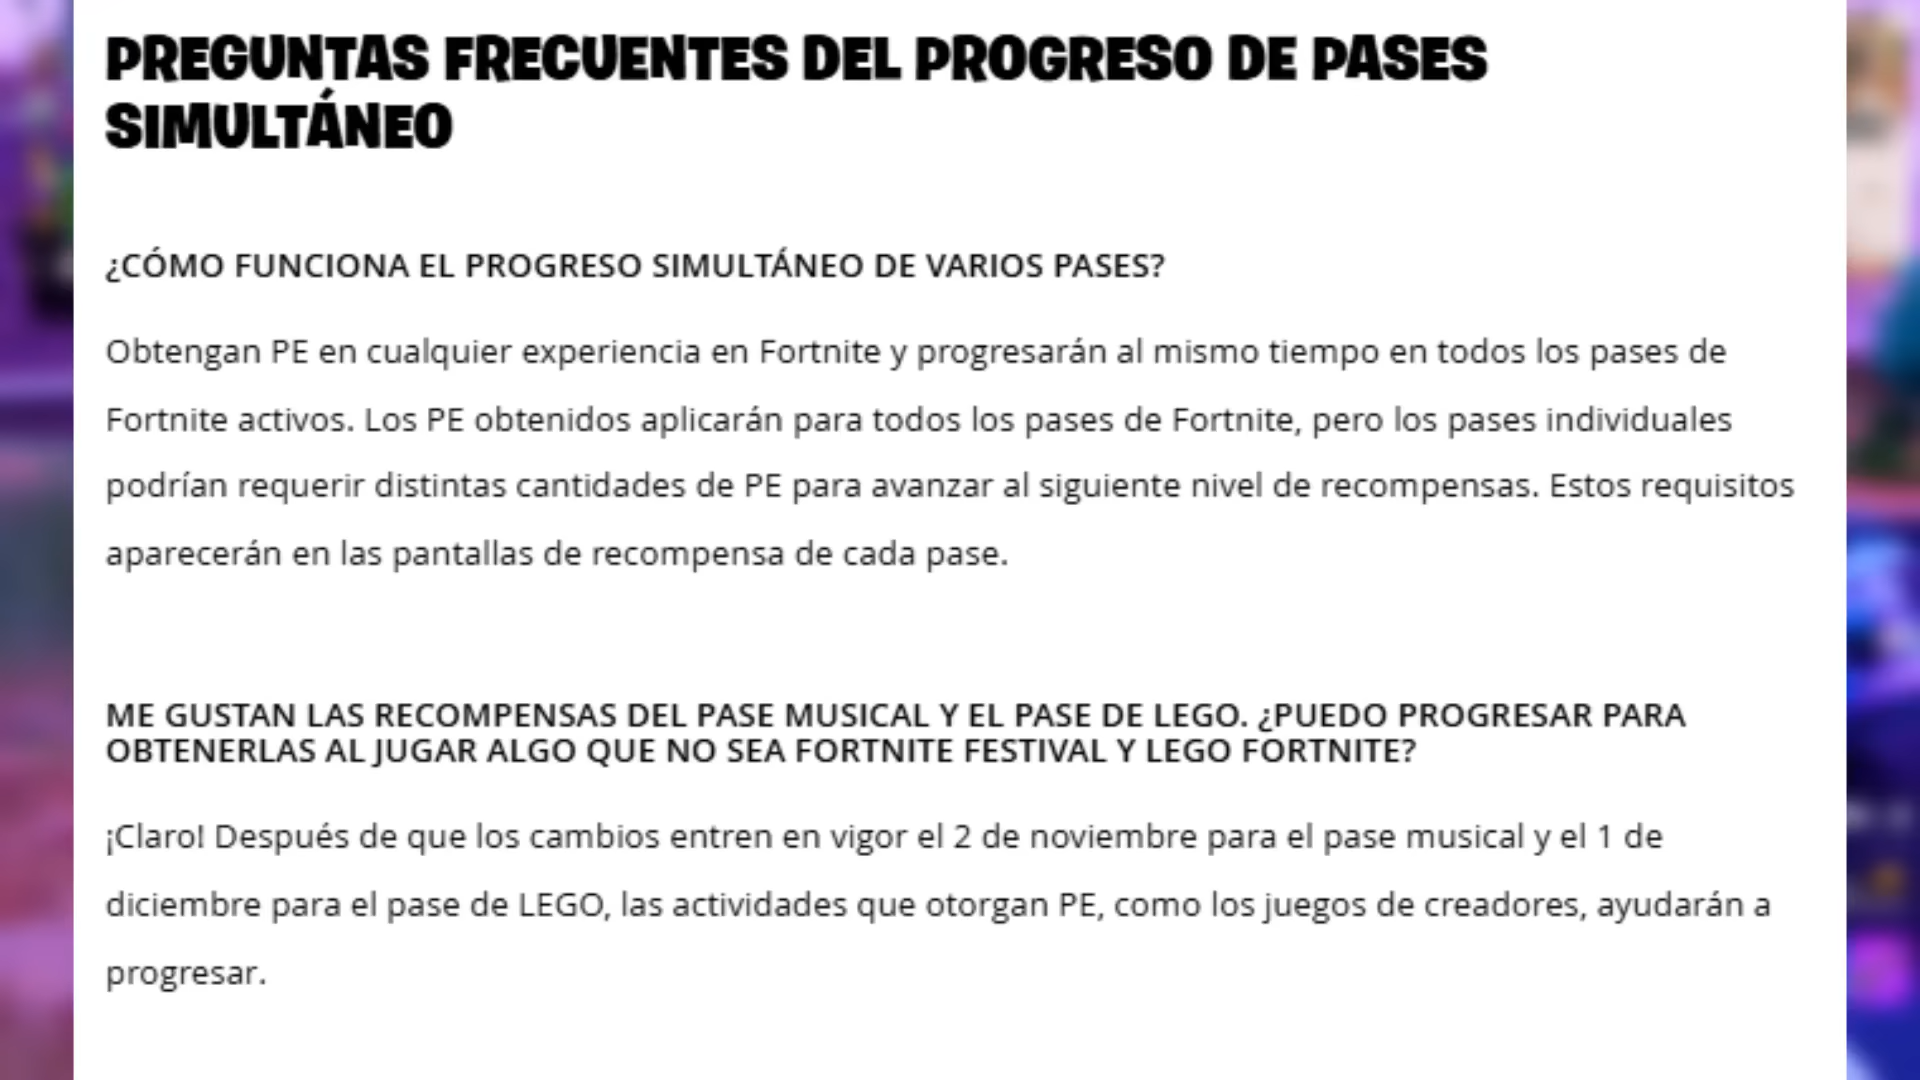 PREGUNTAS FRECUENTES DEL PROGRESO DE PASES
SIMULTÁNEO
¿CÓMO FUNCIONA EL PROGRESO SIMULTÁNEO DE VARIOS PASES?
Obtengan PE en cualquier experiencia en Fortnite y progresarán al mismo tiempo en todos los pases de
Fortnite activos. Los PE obtenidos aplicarán para todos los pases de Fortnite, pero los pases individuales
podrían requerir distintas cantidades de PE para avanzar al siguiente nivel de recompensas. Estos requisitos
aparecerán en las pantallas de recompensa de cada pase.
ME GUSTAN LAS RECOMPENSAS DEL PASE MUSICAL Y EL PASE DE LEGO. ¿PUEDO PROGRESAR PARA
OBTENERLAS AL JUGAR ALGO QUE NO SEA FORTNITE FESTIVAL Y LEGO FORTNITE?
¡Claro! Después de que los cambios entren en vigor el 2 de noviembre para el pase musical y el 1 de
diciembre para el pase de LEGO, las actividades que otorgan PE, como los juegos de creadores, ayudarán a
progresar.